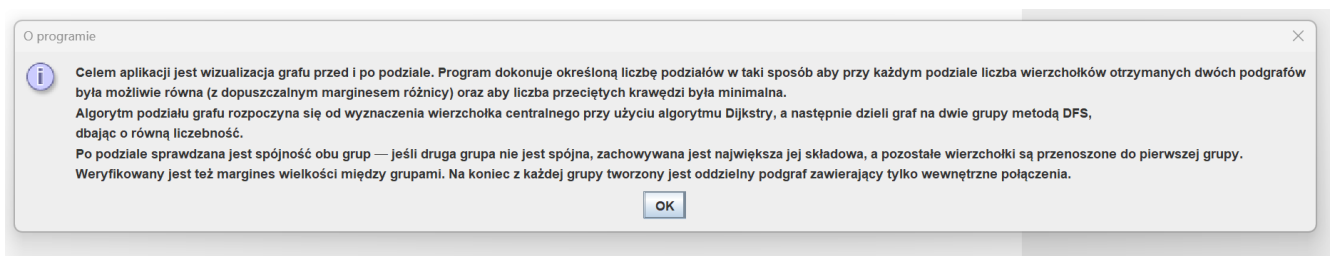 O programie
Celem aplikacji jest wizualizacja grafu przed i po podziale. Program dokonuje określoną liczbę podziałów w taki sposób aby przy każdym podziale liczba wierzchołków otrzymanych dwóch podgrafów
była możliwie równa (z dopuszczalnym marginesem różnicy) oraz aby liczba przeciętych krawędzi była minimalna.
Algorytm podziału grafu rozpoczyna się od wyznaczenia wierzchołka centralnego przy użyciu algorytmu Dijkstry, a następnie dzieli graf na dwie grupy metodą DFS,
dbając o równą liczebność.
Po podziale sprawdzana jest spójność obu grup — jeśli druga grupa nie jest spójna, zachowywana jest największa jej składowa, a pozostałe wierzchołki są przenoszone do pierwszej grupy.
Weryfikowany jest też margines wielkości między grupami. Na koniec z każdej grupy tworzony jest oddzielny podgraf zawierający tylko wewnętrzne połączenia.
OK